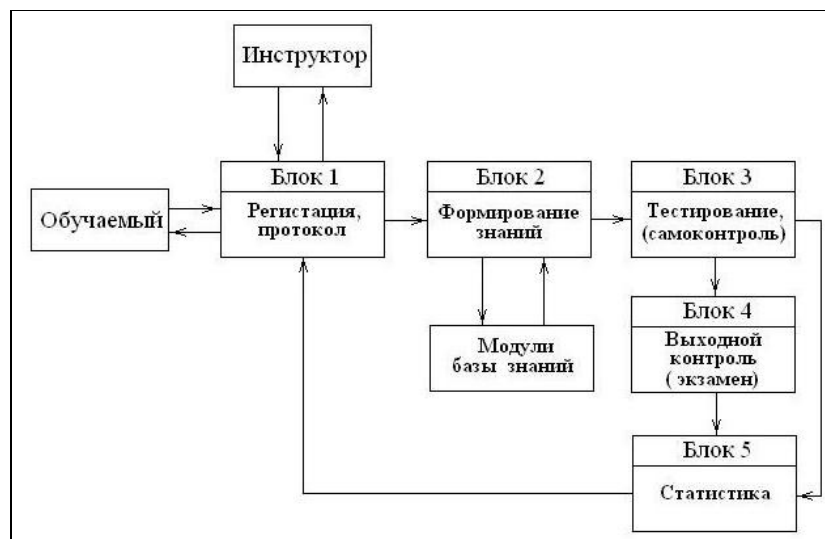 Инструктор
Блок 1
Регистация,
протокол
Обучаемый
Блок 2
Формирование
знаний
Модули
базы знаний
Блок 3
Тестирование,
(самоконтроль)
Блок 4
Выходной
контроль
( экзамен)
Блок 5
Статистика